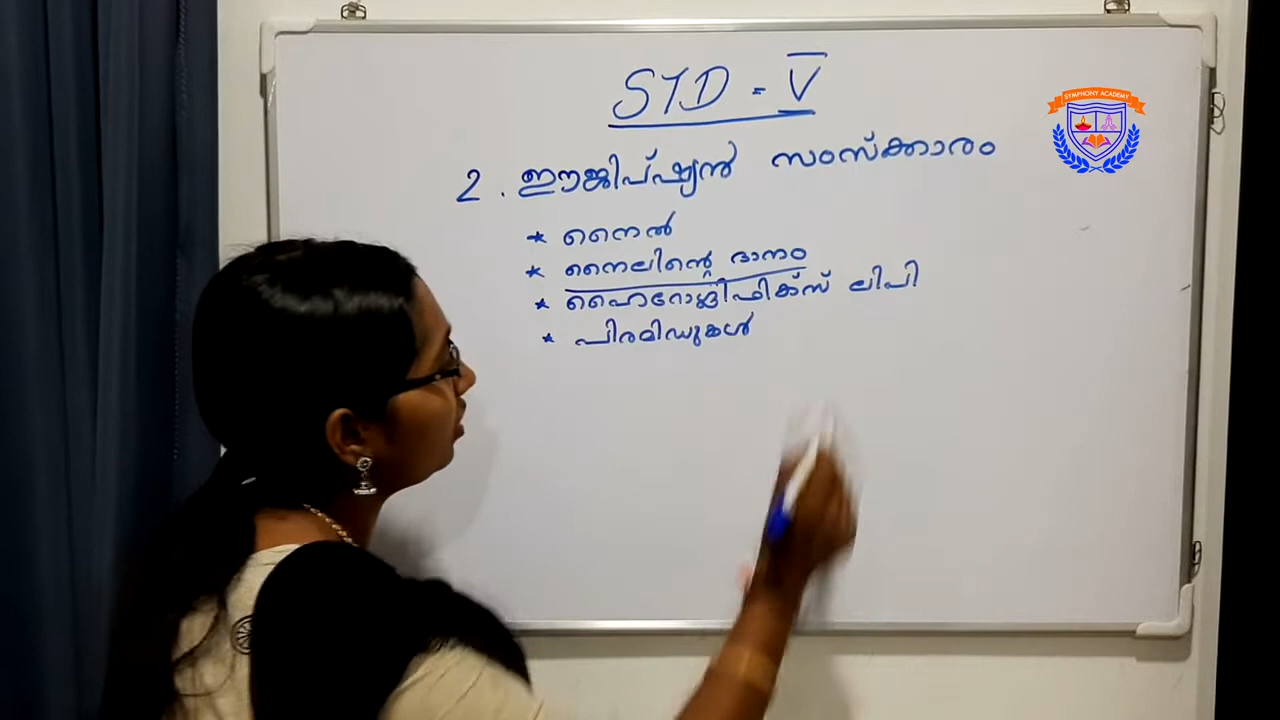 SYMPHONY ACADEMY
STD - V
2. ഈജിപ്ഷ്യൻ സംസ്ക്കാരം
* നൈൽ
* നൈലിന്റെ ദാനം
* ഹൈറോഗ്ലിഫിക്സ് ലിപി
* പിരമിഡുകൾ